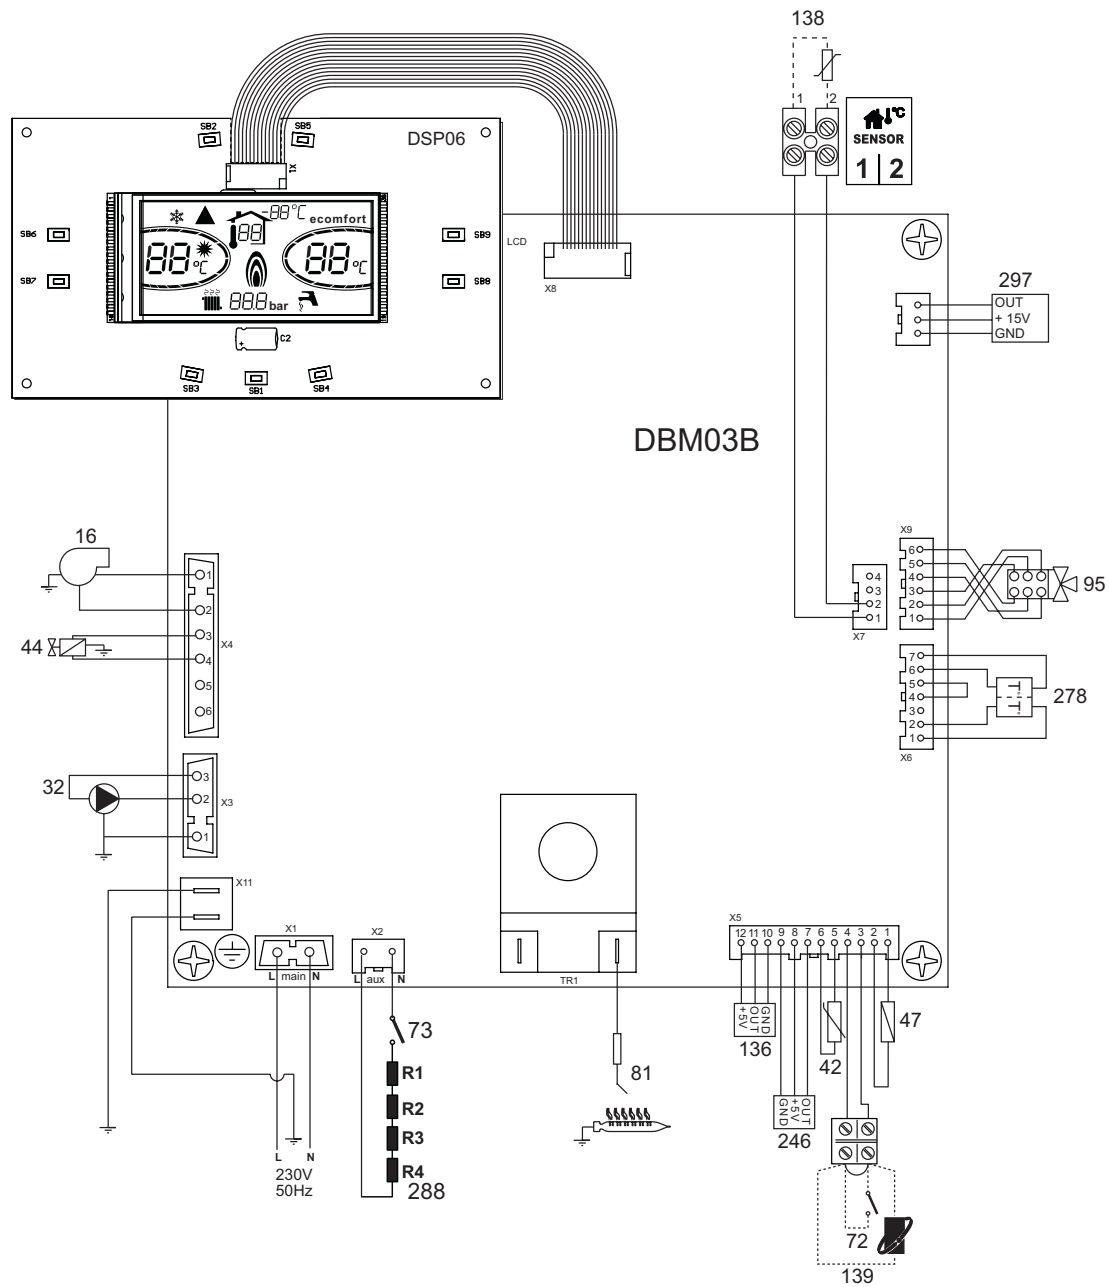 138
1 2
SENSOR
1 2
°C
SB2
SB5
DSP06
X1
-88°C
ecomfort
88
88 °C
88 °C
88.8 bar
SB6
SB7
SB9
SB8
C2
+
SB3
SB1
SB4
LCD
X8
297
OUT
+ 15V
GND
DBM03B
16
44
1
2
3
4
5
6
X4
32
3
2
1
X3
X11
X9
6
5
4
3
2
1
95
4
3
2
1
X7
7
6
5
4
3
2
1
X6
278
X1
L main N
X2
L aux N
TR1
X5
12 11 10 9 8 7 6 5 4 3 2 1
73
R1
R2
R3
R4
288
L N
230V
50Hz
81
GND
OUT
+5V
136
OUT
+5V
GND
246
42
47
72
139